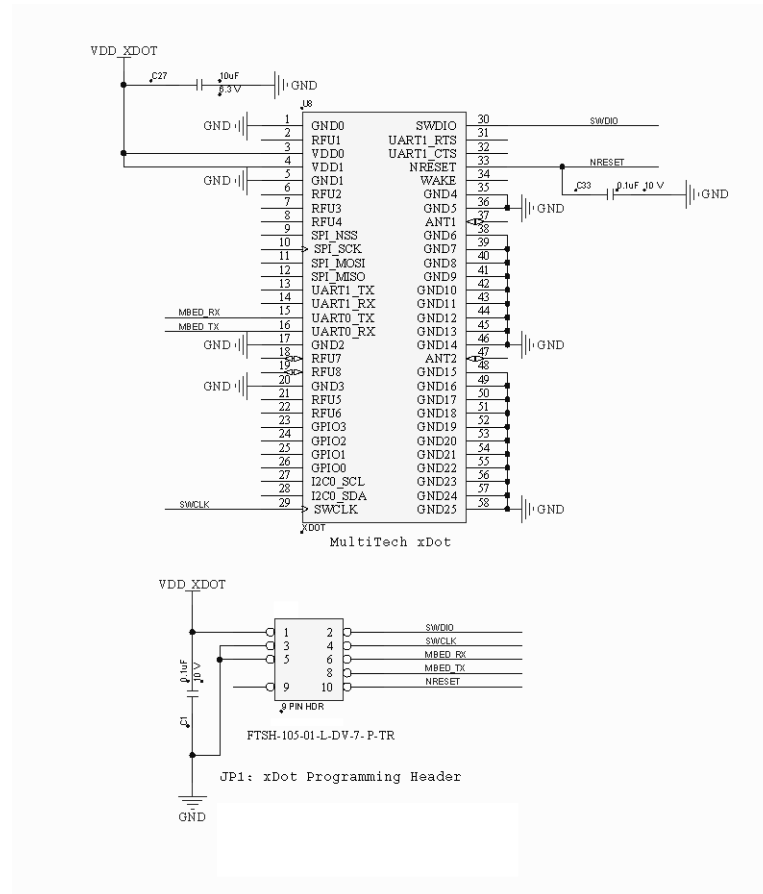 VDD_XDOT
C27 10uF
6.3 V
GND
U8
GND 1 GND0 SWDIO 30 SWDIO
2 RFU1 UART1_RTS 31
3 VDD0 UART1_CTS 32
4 VDD1 NRESET 33 NRESET
GND 5 GND1 WAKE 34
6 RFU2 GND4 35 C33 0.1uF 10 V GND
7 RFU3 GND5 36 GND
8 RFU4 ANT1 37
9 SPI_NSS GND6 38
10 SPI_SCK GND7 39
11 SPI_MOSI GND8 40
12 SPI_MISO GND9 41
13 UART1_TX GND10 42
14 UART1_RX GND11 43
MBED_RX 15 UART0_TX GND12 44
MBED_TX 16 UART0_RX GND13 45
GND 17 GND2 GND14 46 GND
18 RFU7 ANT2 47
19 RFU8 GND15 48
GND 20 GND3 GND16 49
21 RFU5 GND17 50
22 RFU6 GND18 51
23 GPIO3 GND19 52
24 GPIO2 GND20 53
25 GPIO1 GND21 54
26 GPIO0 GND22 55
27 I2C0_SCL GND23 56
28 I2C0_SDA GND24 57
SWCLK 29 SWCLK GND25 58 GND
XDOT
MultiTech xDot
VDD_XDOT
1 2 SWDIO
3 4 SWCLK
5 6 MBED_RX
8 MBED_TX
9 10 NRESET
0.1uF
10 V
C1
9 PIN HDR
FTSH-105-01-L-DV-7-P-TR
JP1: xDot Programming Header
GND